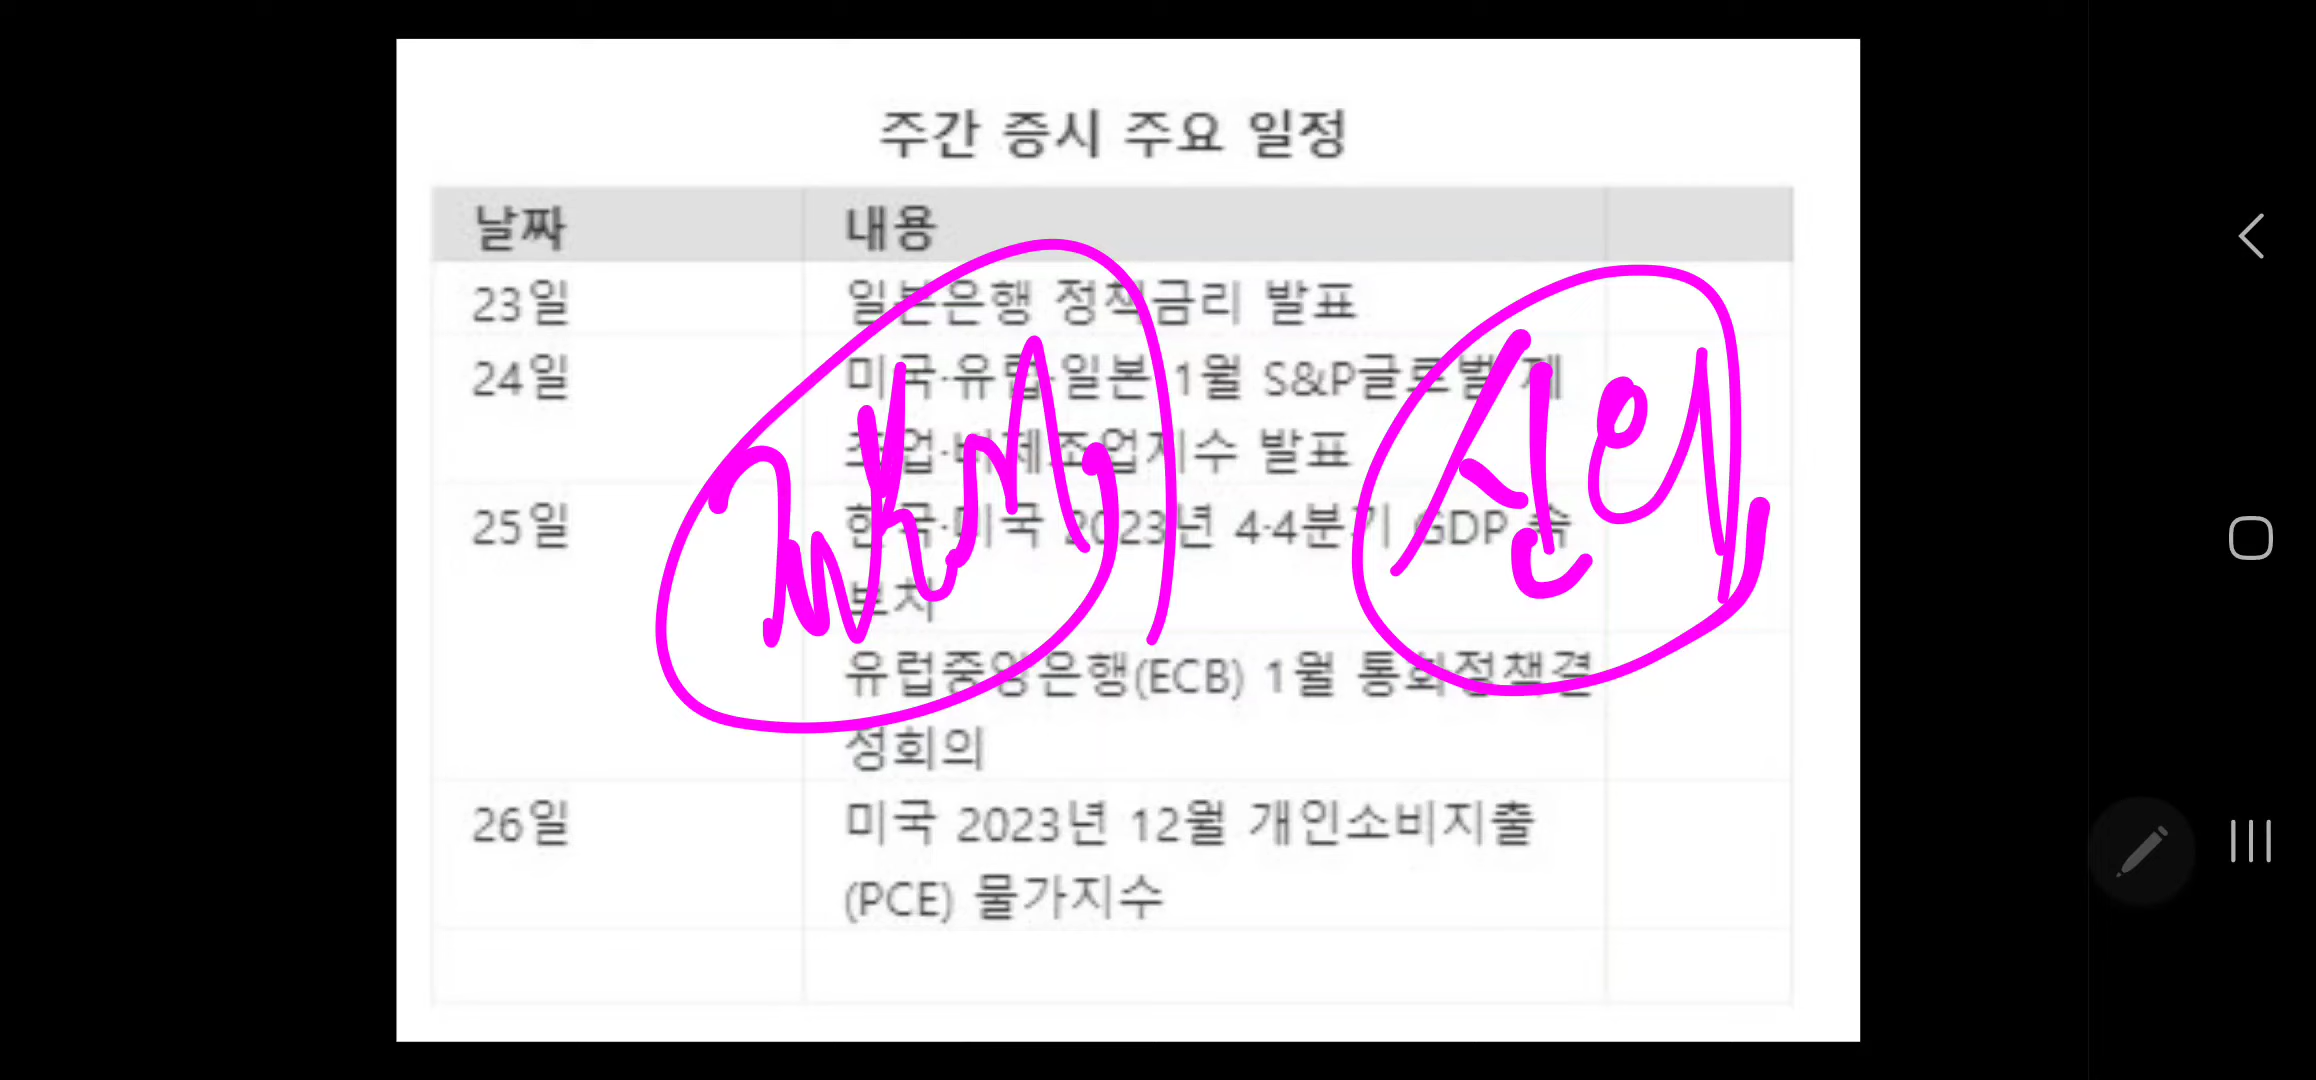 주간 증시 주요 일정
날짜 내용
23일 일본은행 정책금리 발표
24일 미국·유럽·일본 1월 S&P글로벌 제
조업·비제조업지수 발표
25일 한국·미국 2023년 4·4분기 GDP 속
보치
유럽중앙은행(ECB) 1월 통화정책결
성회의
26일 미국 2023년 12월 개인소비지출
(PCE) 물가지수